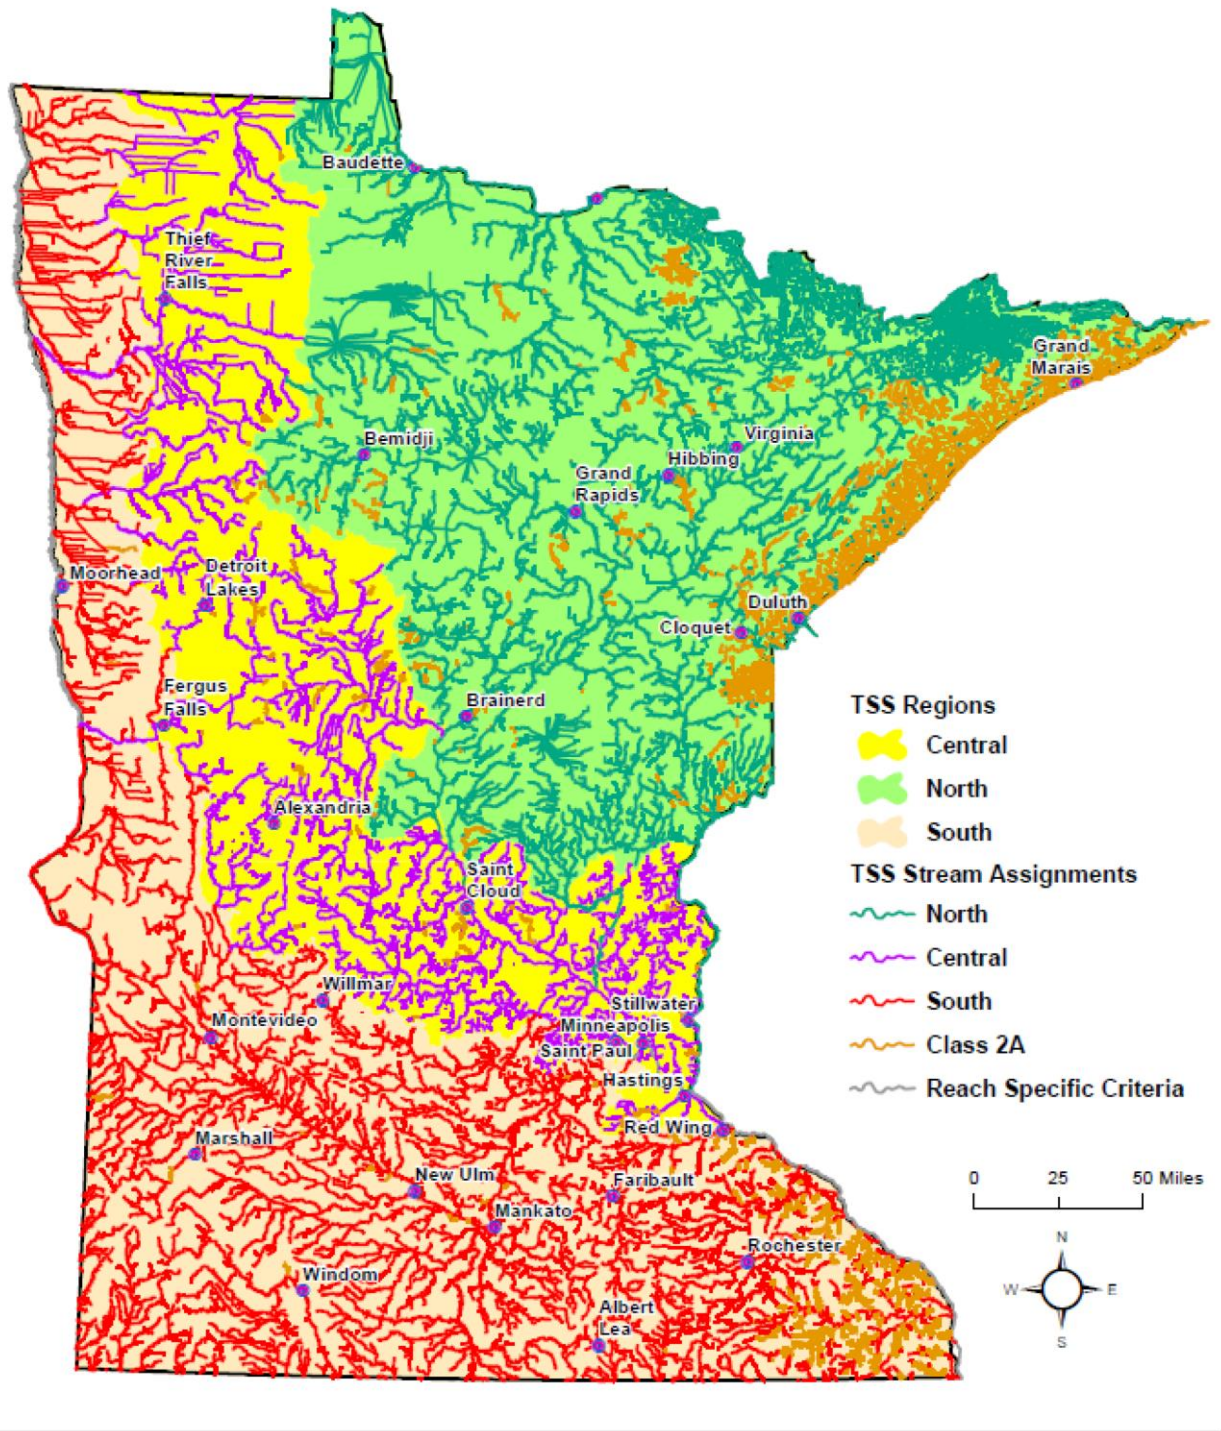 Baudette
Thief
River
Falls
Grand
Marais
Bemidji
Virginia
Hibbing
Grand
Rapids
Moorhead
Detroit
Lakes
Duluth
Cloquet
Fergus
Falls
Brainerd
Alexandria
Saint
Cloud
Willmar
Stillwater
Montevideo
Minneapolis
Saint Paul
Hastings
Red Wing
Marshall
New Ulm
Faribault
Mankato
Rochester
Windom
Albert
Lea
TSS Regions
Central
North
South
TSS Stream Assignments
North
Central
South
Class 2A
Reach Specific Criteria
0 25 50 Miles
N
W E
S